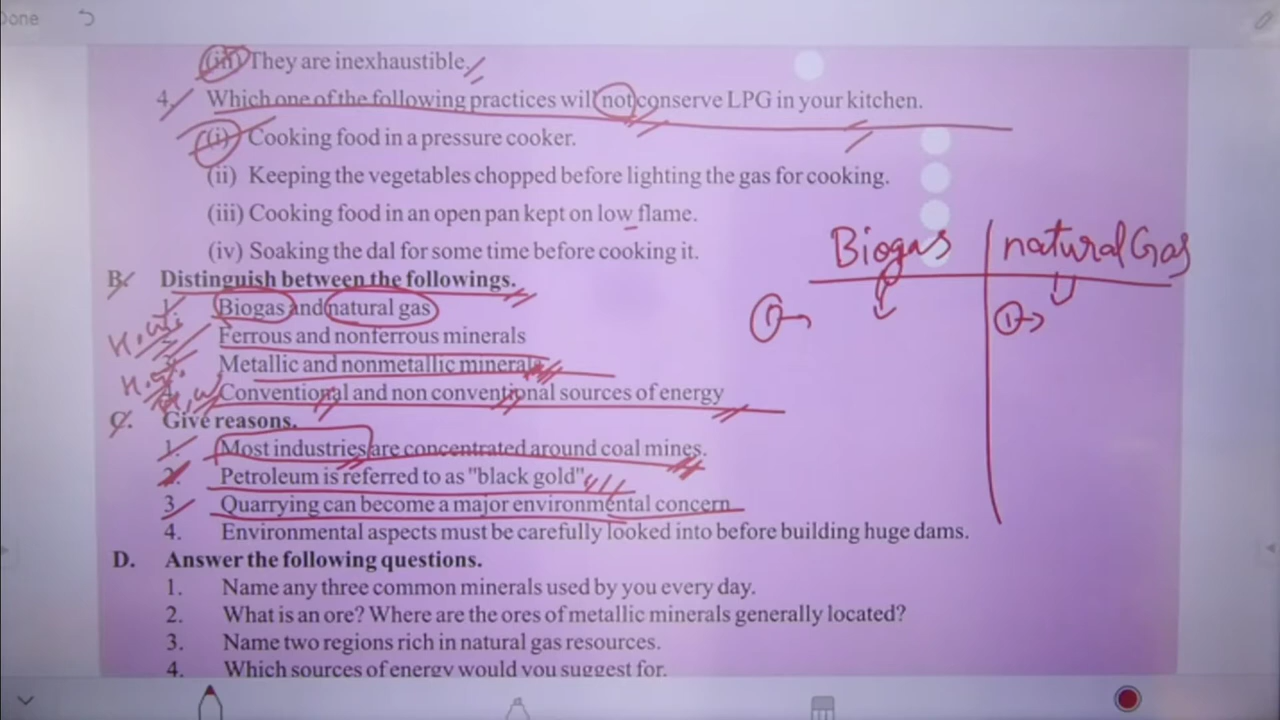 Done
(iii) They are inexhaustible.
4. Which one of the following practices will not conserve LPG in your kitchen.
(i) Cooking food in a pressure cooker.
(ii) Keeping the vegetables chopped before lighting the gas for cooking.
(iii) Cooking food in an open pan kept on low flame.
(iv) Soaking the dal for some time before cooking it.
B. Distinguish between the followings.
1. Biogas and natural gas
Ferrous and nonferrous minerals
Metallic and nonmetallic minerals
Conventional and non conventional sources of energy
C. Give reasons.
1. Most industries are concentrated around coal mines.
2. Petroleum is referred to as "black gold"
3. Quarrying can become a major environmental concern
4. Environmental aspects must be carefully looked into before building huge dams.
D. Answer the following questions.
1. Name any three common minerals used by you every day.
2. What is an ore? Where are the ores of metallic minerals generally located?
3. Name two regions rich in natural gas resources.
4. Which sources of energy would you suggest for.
Biogas | natural Gas
1 1